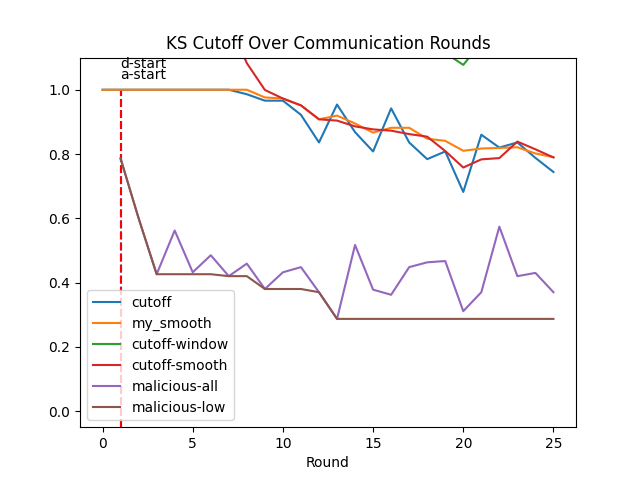 KS Cutoff Over Communication Rounds
d-start
a-start
1.0
0.8
0.6
0.4
0.2
0.0
cutoff
my_smooth
cutoff-window
cutoff-smooth
malicious-all
malicious-low
0 5 10 15 20 25
Round